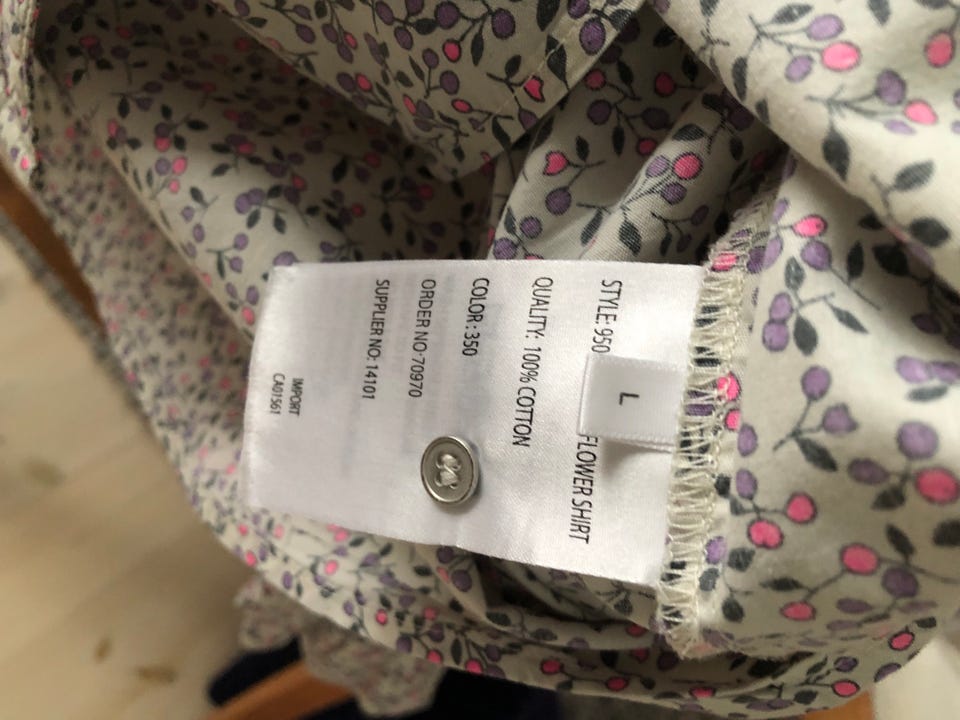 STYLE: 950
FLOWER SHIRT
L
QUALITY: 100% COTTON
COLOR : 350
ORDER NO: 70970
SUPPLIER NO: 14101
IMPORT
CA01561